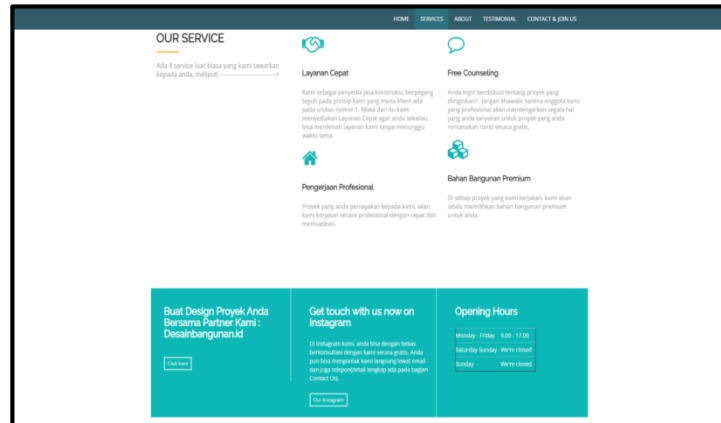 HOME SERVICES ABOUT TESTIMONIAL CONTACT & JOIN US
OUR SERVICE
Ada 4 service luar biasa yang kami tawarkan
kepada anda, meliputi ---------------------------->
Layanan Cepat
Kami sebagai penyedia jasa konstruksi, berpegang
teguh pada prinsip kami yang mana klient ada
pada urutan nomor 1. Maka dari itu kami
menyediakan Layanan Cepat agar anda sekalian
bisa menikmati layanan kami tanpa menunggu
waktu lama.
Free Counseling
Anda ingin berdiskusi tentang proyek yang
diinginkan?, Jangan khawatir karena anggota kami
yang profesional akan mendengarkan segala hal
yang anda tanyakan untuk proyek yang anda
rencanakan nanti secara gratis.
Pengerjaan Profesional
Proyek yang anda percayakan kepada kami, akan
kami kerjakan secara profesional dengan cepat dan
memuaskan.
Bahan Bangunan Premium
Di setiap proyek yang kami kerjakan, kami akan
selalu memilihkan bahan bangunan premium
untuk anda.
Buat Design Proyek Anda
Bersama Partner Kami :
Desainbangunan.id
Click here
Get touch with us now on
Instagram
Di Instagram kami, anda bisa dengan bebas
berkonsultasi dengan kami secara gratis. Anda
pun bisa mengontak kami langsung lewat email
dan juga telepon(detail lengkap ada pada bagian
Contact Us).
Our Instagram
Opening Hours
Monday - Friday 9.00 - 17.00
Saturday-Sunday We're closed
Sunday We're closed